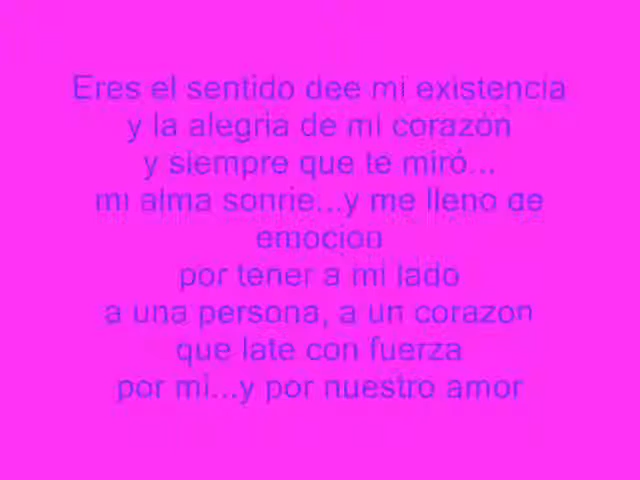 Eres el sentido dee mi existencia
y la alegria de mi corazón
y siempre que te miró...
mi alma sonrie...y me lleno de
emocion
por tener a mi lado
a una persona, a un corazon
que late con fuerza
por mi...y por nuestro amor